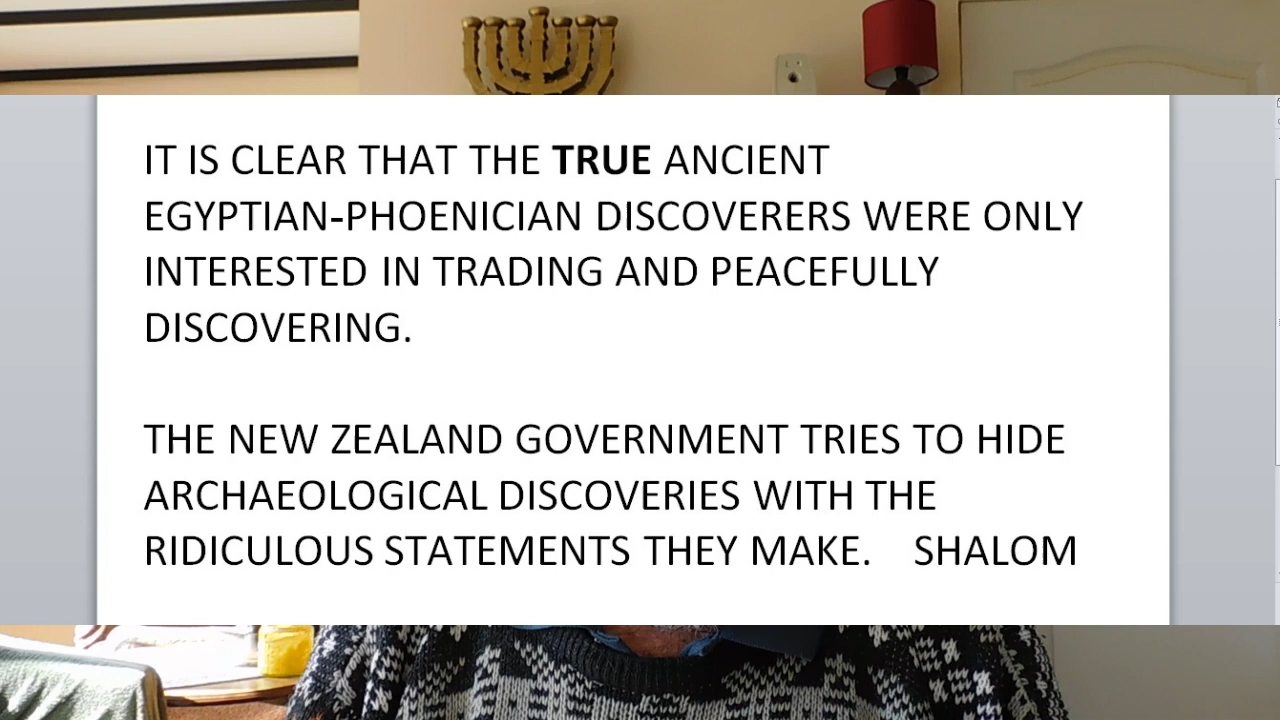 IT IS CLEAR THAT THE TRUE ANCIENT
EGYPTIAN-PHOENICIAN DISCOVERERS WERE ONLY
INTERESTED IN TRADING AND PEACEFULLY
DISCOVERING.
THE NEW ZEALAND GOVERNMENT TRIES TO HIDE
ARCHAEOLOGICAL DISCOVERIES WITH THE
RIDICULOUS STATEMENTS THEY MAKE. SHALOM